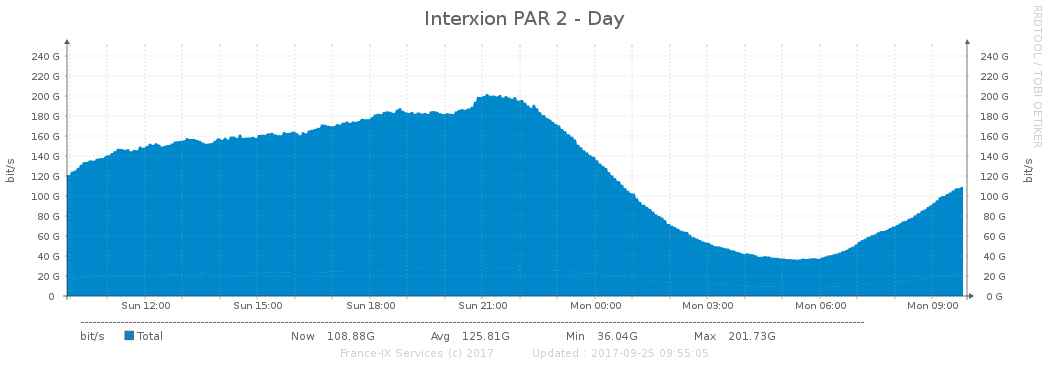 Interxion PAR 2 - Day
RRDTOOL / TOBI OETIKER
240 G 240 G
220 G 220 G
200 G 200 G
180 G 180 G
160 G 160 G
140 G 140 G
120 G 120 G
100 G 100 G
80 G 80 G
60 G 60 G
40 G 40 G
20 G 20 G
0 0 G
bit/s
bit/s
Sun 12:00 Sun 15:00 Sun 18:00 Sun 21:00 Mon 00:00 Mon 03:00 Mon 06:00 Mon 09:00
bit/s Total Now 108.88G Avg 125.81G Min 36.04G Max 201.73G
France-IX Services (c) 2017 Updated : 2017-09-25 09:55:05